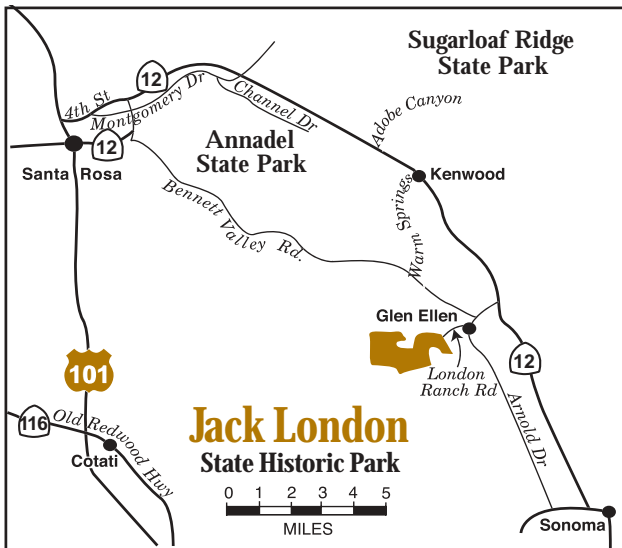 Sugarloaf Ridge
State Park
12
4th St
Montgomery Dr
Channel Dr
Adobe Canyon
Annadel
State Park
12
Santa Rosa
Kenwood
Bennett
Valley Rd.
Warm Springs
Glen Ellen
London
Ranch Rd
12
101
Arnold Dr
116
Old Redwood Hwy
Cotati
Jack London
State Historic Park
0 1 2 3 4 5
MILES
Sonoma